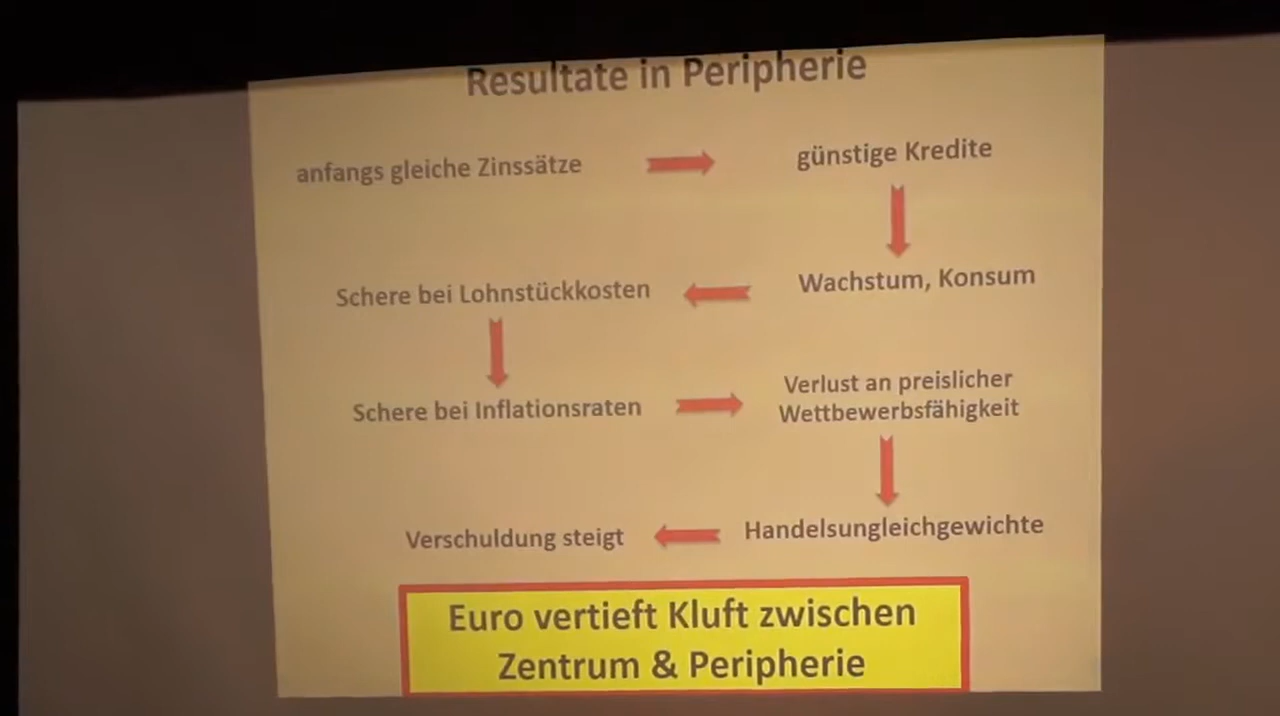 Resultate in Peripherie
anfangs gleiche Zinssätze
günstige Kredite
Wachstum, Konsum
Schere bei Lohnstückkosten
Schere bei Inflationsraten
Verlust an preislicher
Wettbewerbsfähigkeit
Handelsungleichgewichte
Verschuldung steigt
Euro vertieft Kluft zwischen
Zentrum & Peripherie